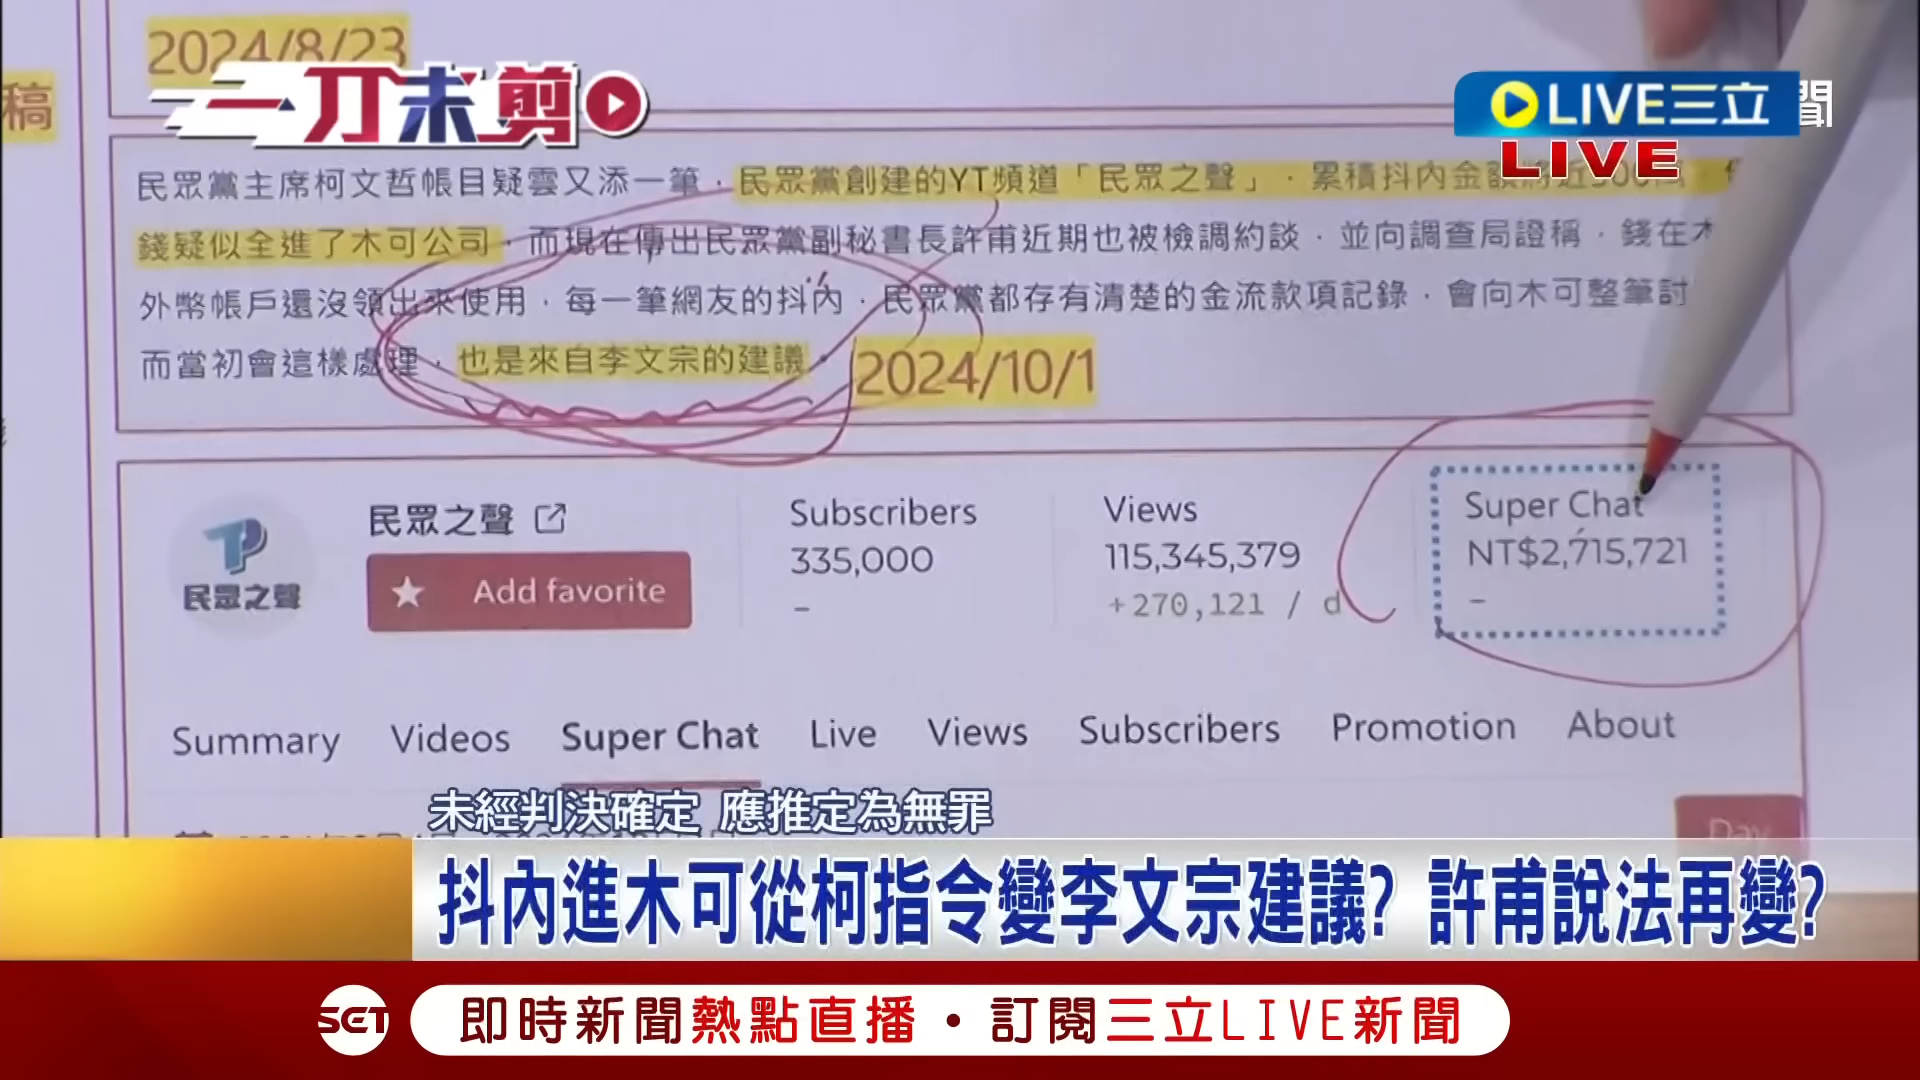 2024/8/23
一刀未剪
LIVE三立
聞
LIVE
稿
民眾黨主席柯文哲帳目疑雲又添一筆，民眾黨創建的YT頻道「民眾之聲」，累積抖內金額將近300萬，
錢疑似全進了木可公司，而現在傳出民眾黨副秘書長許甫近期也被檢調約談，並向調查局證稱，錢在木
外幣帳戶還沒領出來使用，每一筆網友的抖內，民眾黨都存有清楚的金流款項記錄，會向木可整筆討
而當初會這樣處理，也是來自李文宗的建議。
2024/10/1
民眾之聲
民眾之聲
Add favorite
Subscribers
335,000
–
Views
115,345,379
+270,121 / d
Super Chat
NT$2,715,721
–
Summary Videos Super Chat Live Views Subscribers Promotion About
Day
未經判決確定 應推定為無罪
抖內進木可從柯指令變李文宗建議? 許甫說法再變?
SET
即時新聞熱點直播・訂閱三立LIVE新聞